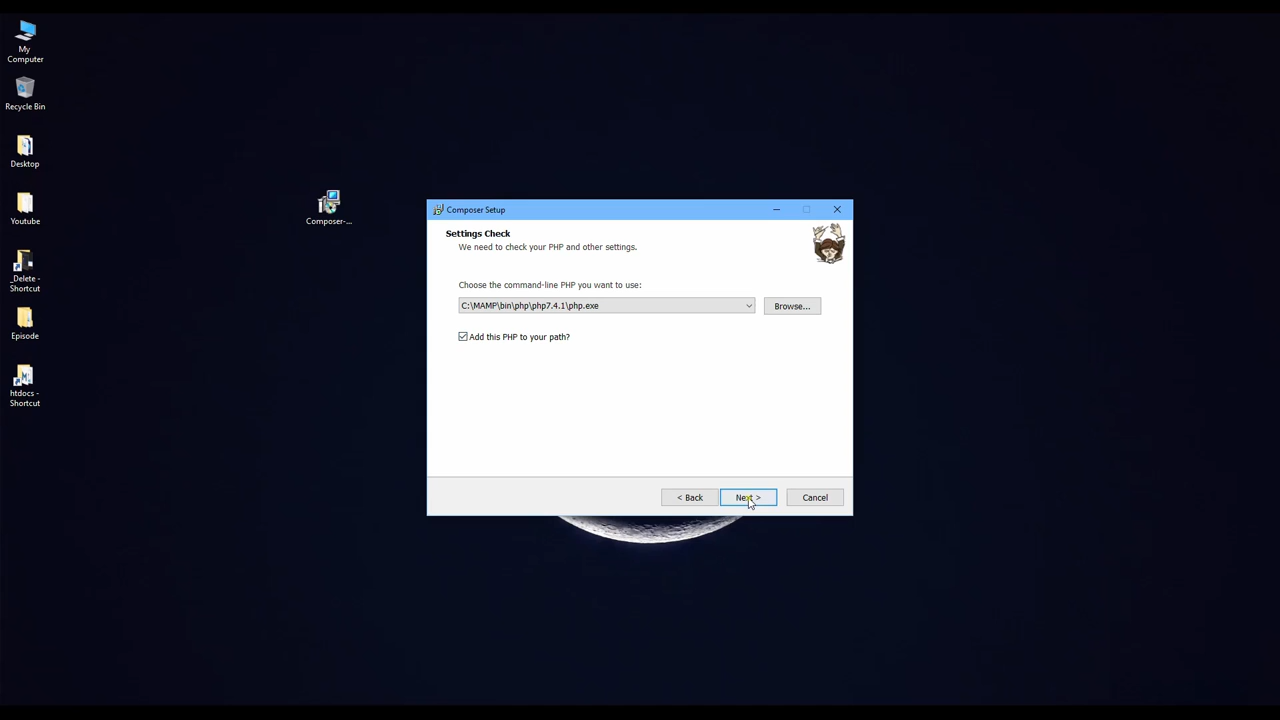 My
Computer
Recycle Bin
Desktop
Youtube
_Delete -
Shortcut
Episode
htdocs -
Shortcut
Composer-...
Composer Setup
Settings Check
We need to check your PHP and other settings.
Choose the command-line PHP you want to use:
C:\MAMP\bin\php\php7.4.1\php.exe
Browse...
Add this PHP to your path?
< Back
Next >
Cancel